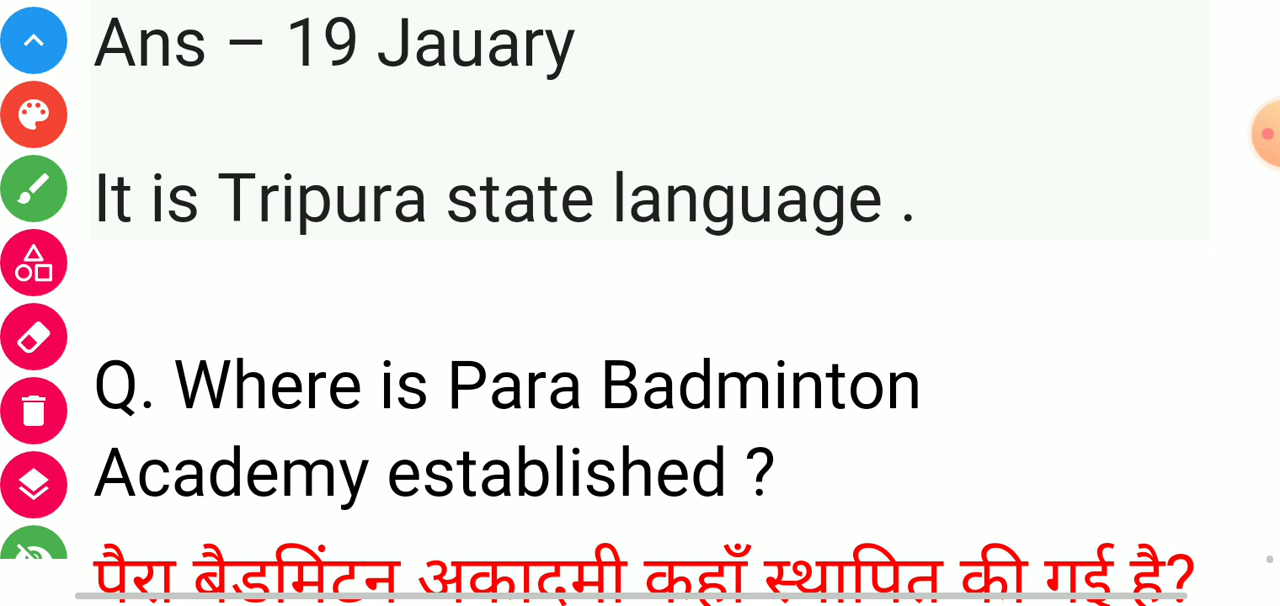 Ans – 19 Jauary
It is Tripura state language .
Q. Where is Para Badminton
Academy established ?
पैरा बैडमिंटन अकादमी कहाँ स्थापित की गई है?